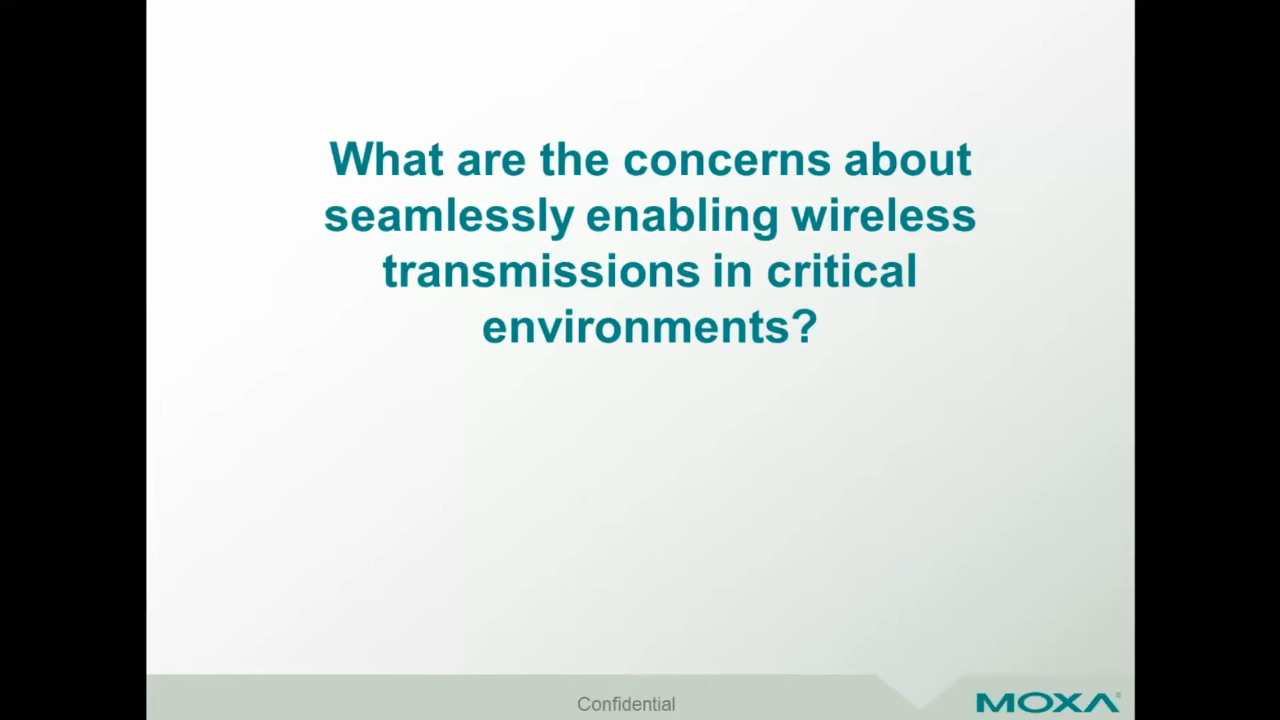 What are the concerns about
seamlessly enabling wireless
transmissions in critical
environments?
Confidential
MOXA